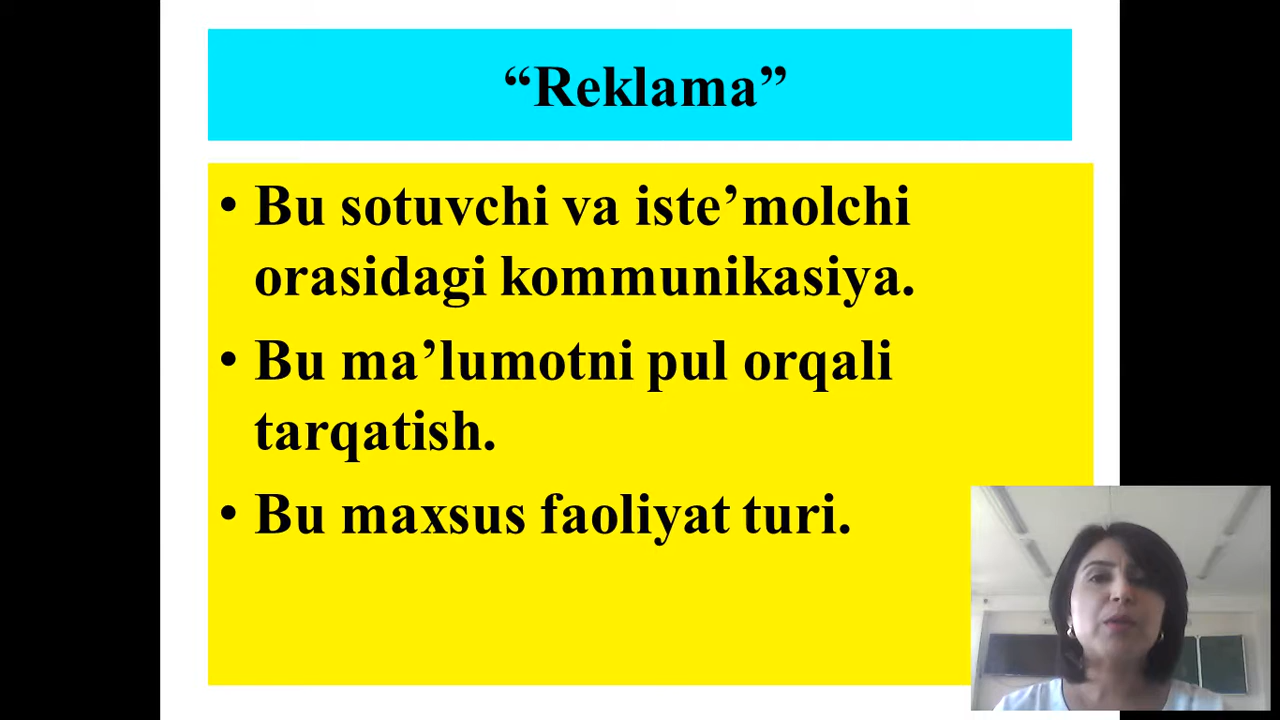 “Reklama”
• Bu sotuvchi va iste’molchi
orasidagi kommunikasiya.
• Bu ma’lumotni pul orqali
tarqatish.
• Bu maxsus faoliyat turi.